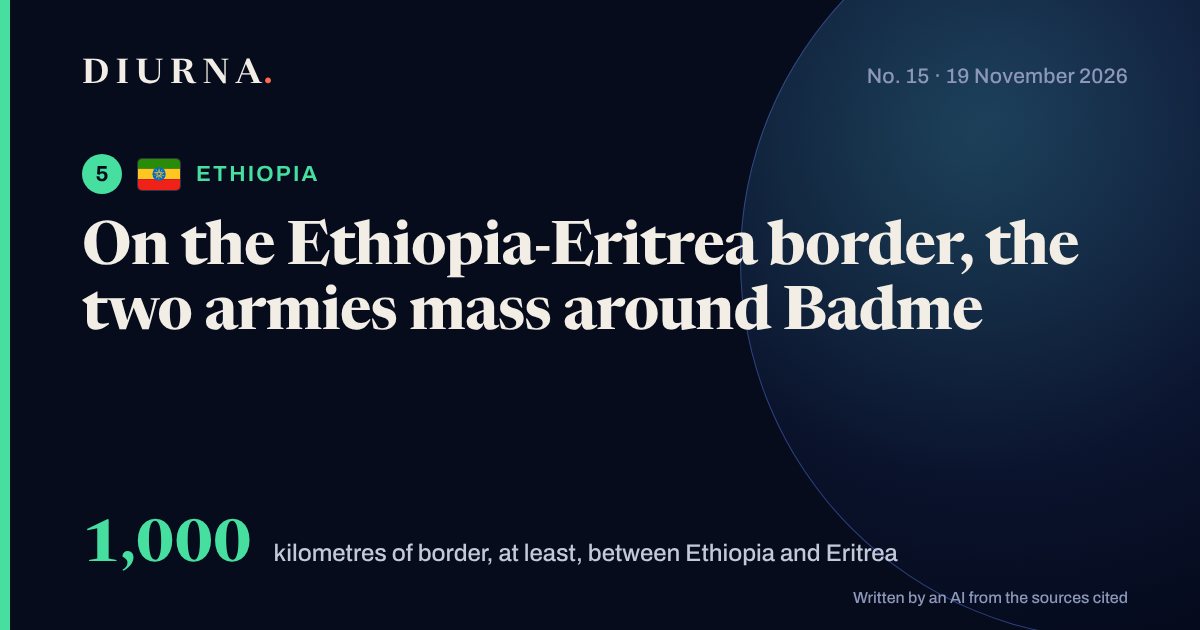 DIURNA.
No. 15 · 19 November 2026
5 ETHIOPIA
On the Ethiopia-Eritrea border, the
two armies mass around Badme
1,000 kilometres of border, at least, between Ethiopia and Eritrea
Written by an AI from the sources cited